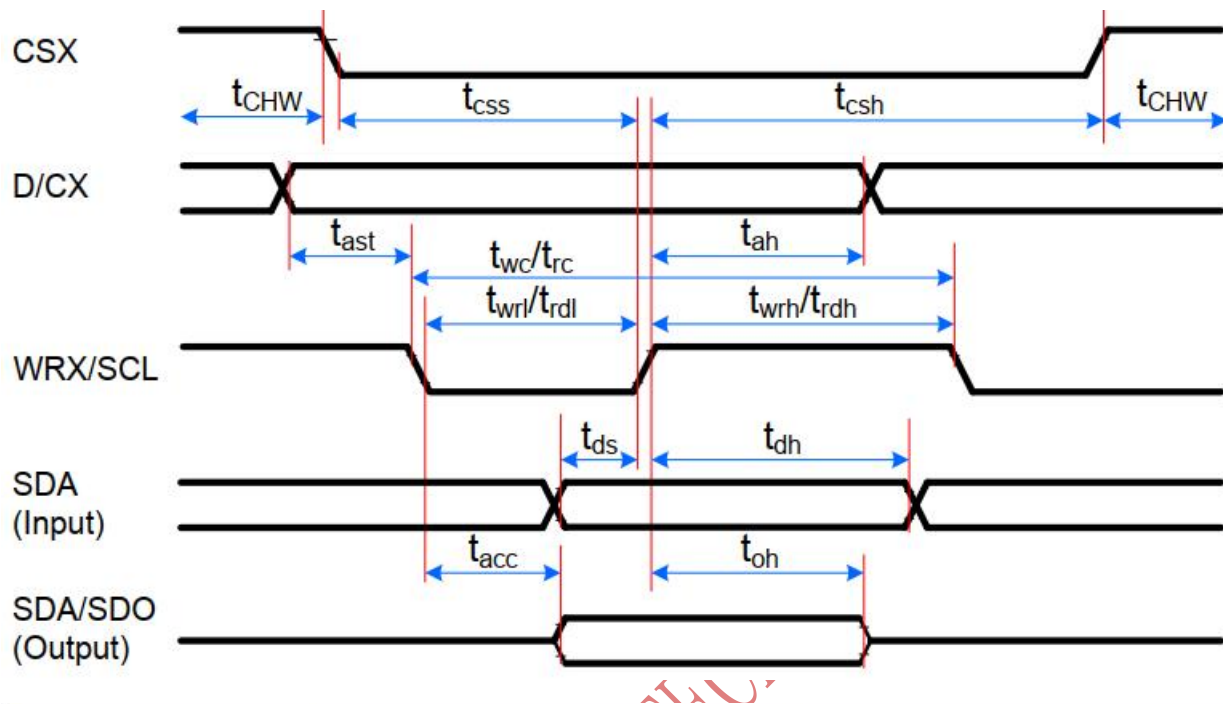 CSX
tCHW
tcss
tcsh
tCHW
D/CX
tast
tah
twc/trc
twrl/trdl
twrh/trdh
WRX/SCL
tds
tdh
SDA
(Input)
tacc
toh
SDA/SDO
(Output)